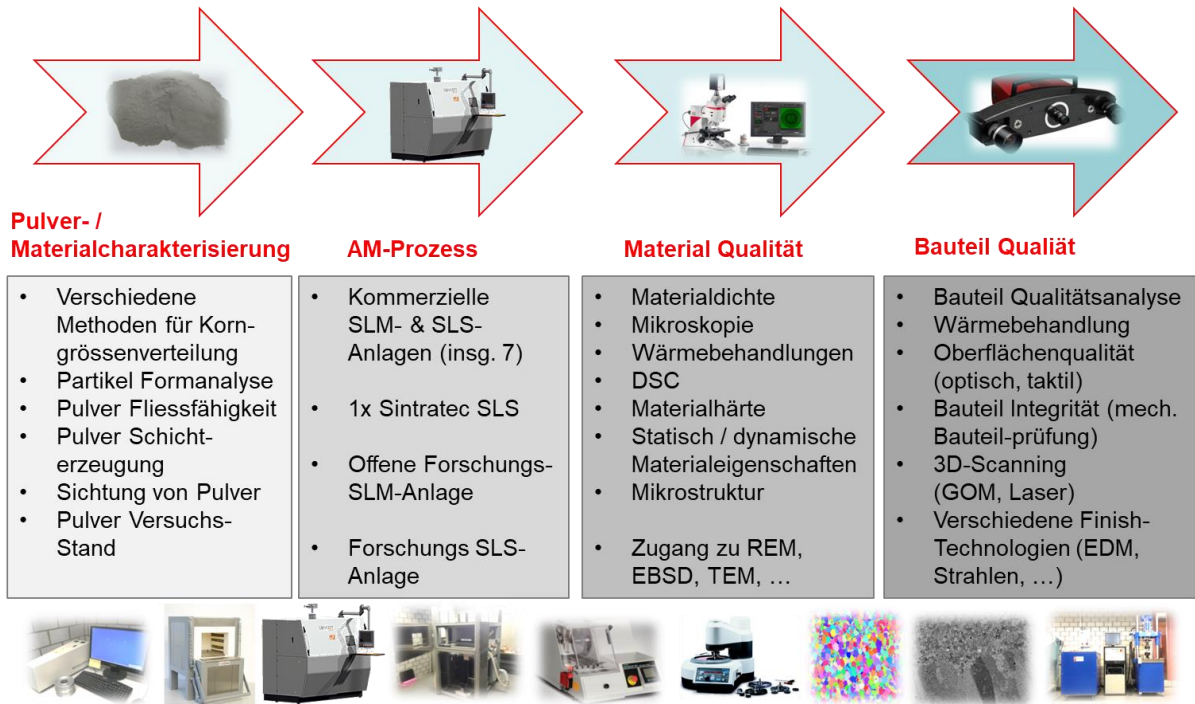 Pulver- /
Materialcharakterisierung
AM-Prozess
Material Qualität
Bauteil Qualiät
• Verschiedene
Methoden für Korn-
grössenverteilung
• Partikel Formanalyse
• Pulver Fliessfähigkeit
• Pulver Schicht-
erzeugung
• Sichtung von Pulver
• Pulver Versuchs-
Stand
• Kommerzielle
SLM- & SLS-
Anlagen (insg. 7)
• 1x Sintratec SLS
• Offene Forschungs-
SLM-Anlage
• Forschungs SLS-
Anlage
• Materialdichte
• Mikroskopie
• Wärmebehandlungen
• DSC
• Materialhärte
• Statisch / dynamische
Materialeigenschaften
• Mikrostruktur
• Zugang zu REM,
EBSD, TEM, …
• Bauteil Qualitätsanalyse
• Wärmebehandlung
• Oberflächenqualität
(optisch, taktil)
• Bauteil Integrität (mech.
Bauteil-prüfung)
• 3D-Scanning
(GOM, Laser)
• Verschiedene Finish-
Technologien (EDM,
Strahlen, …)